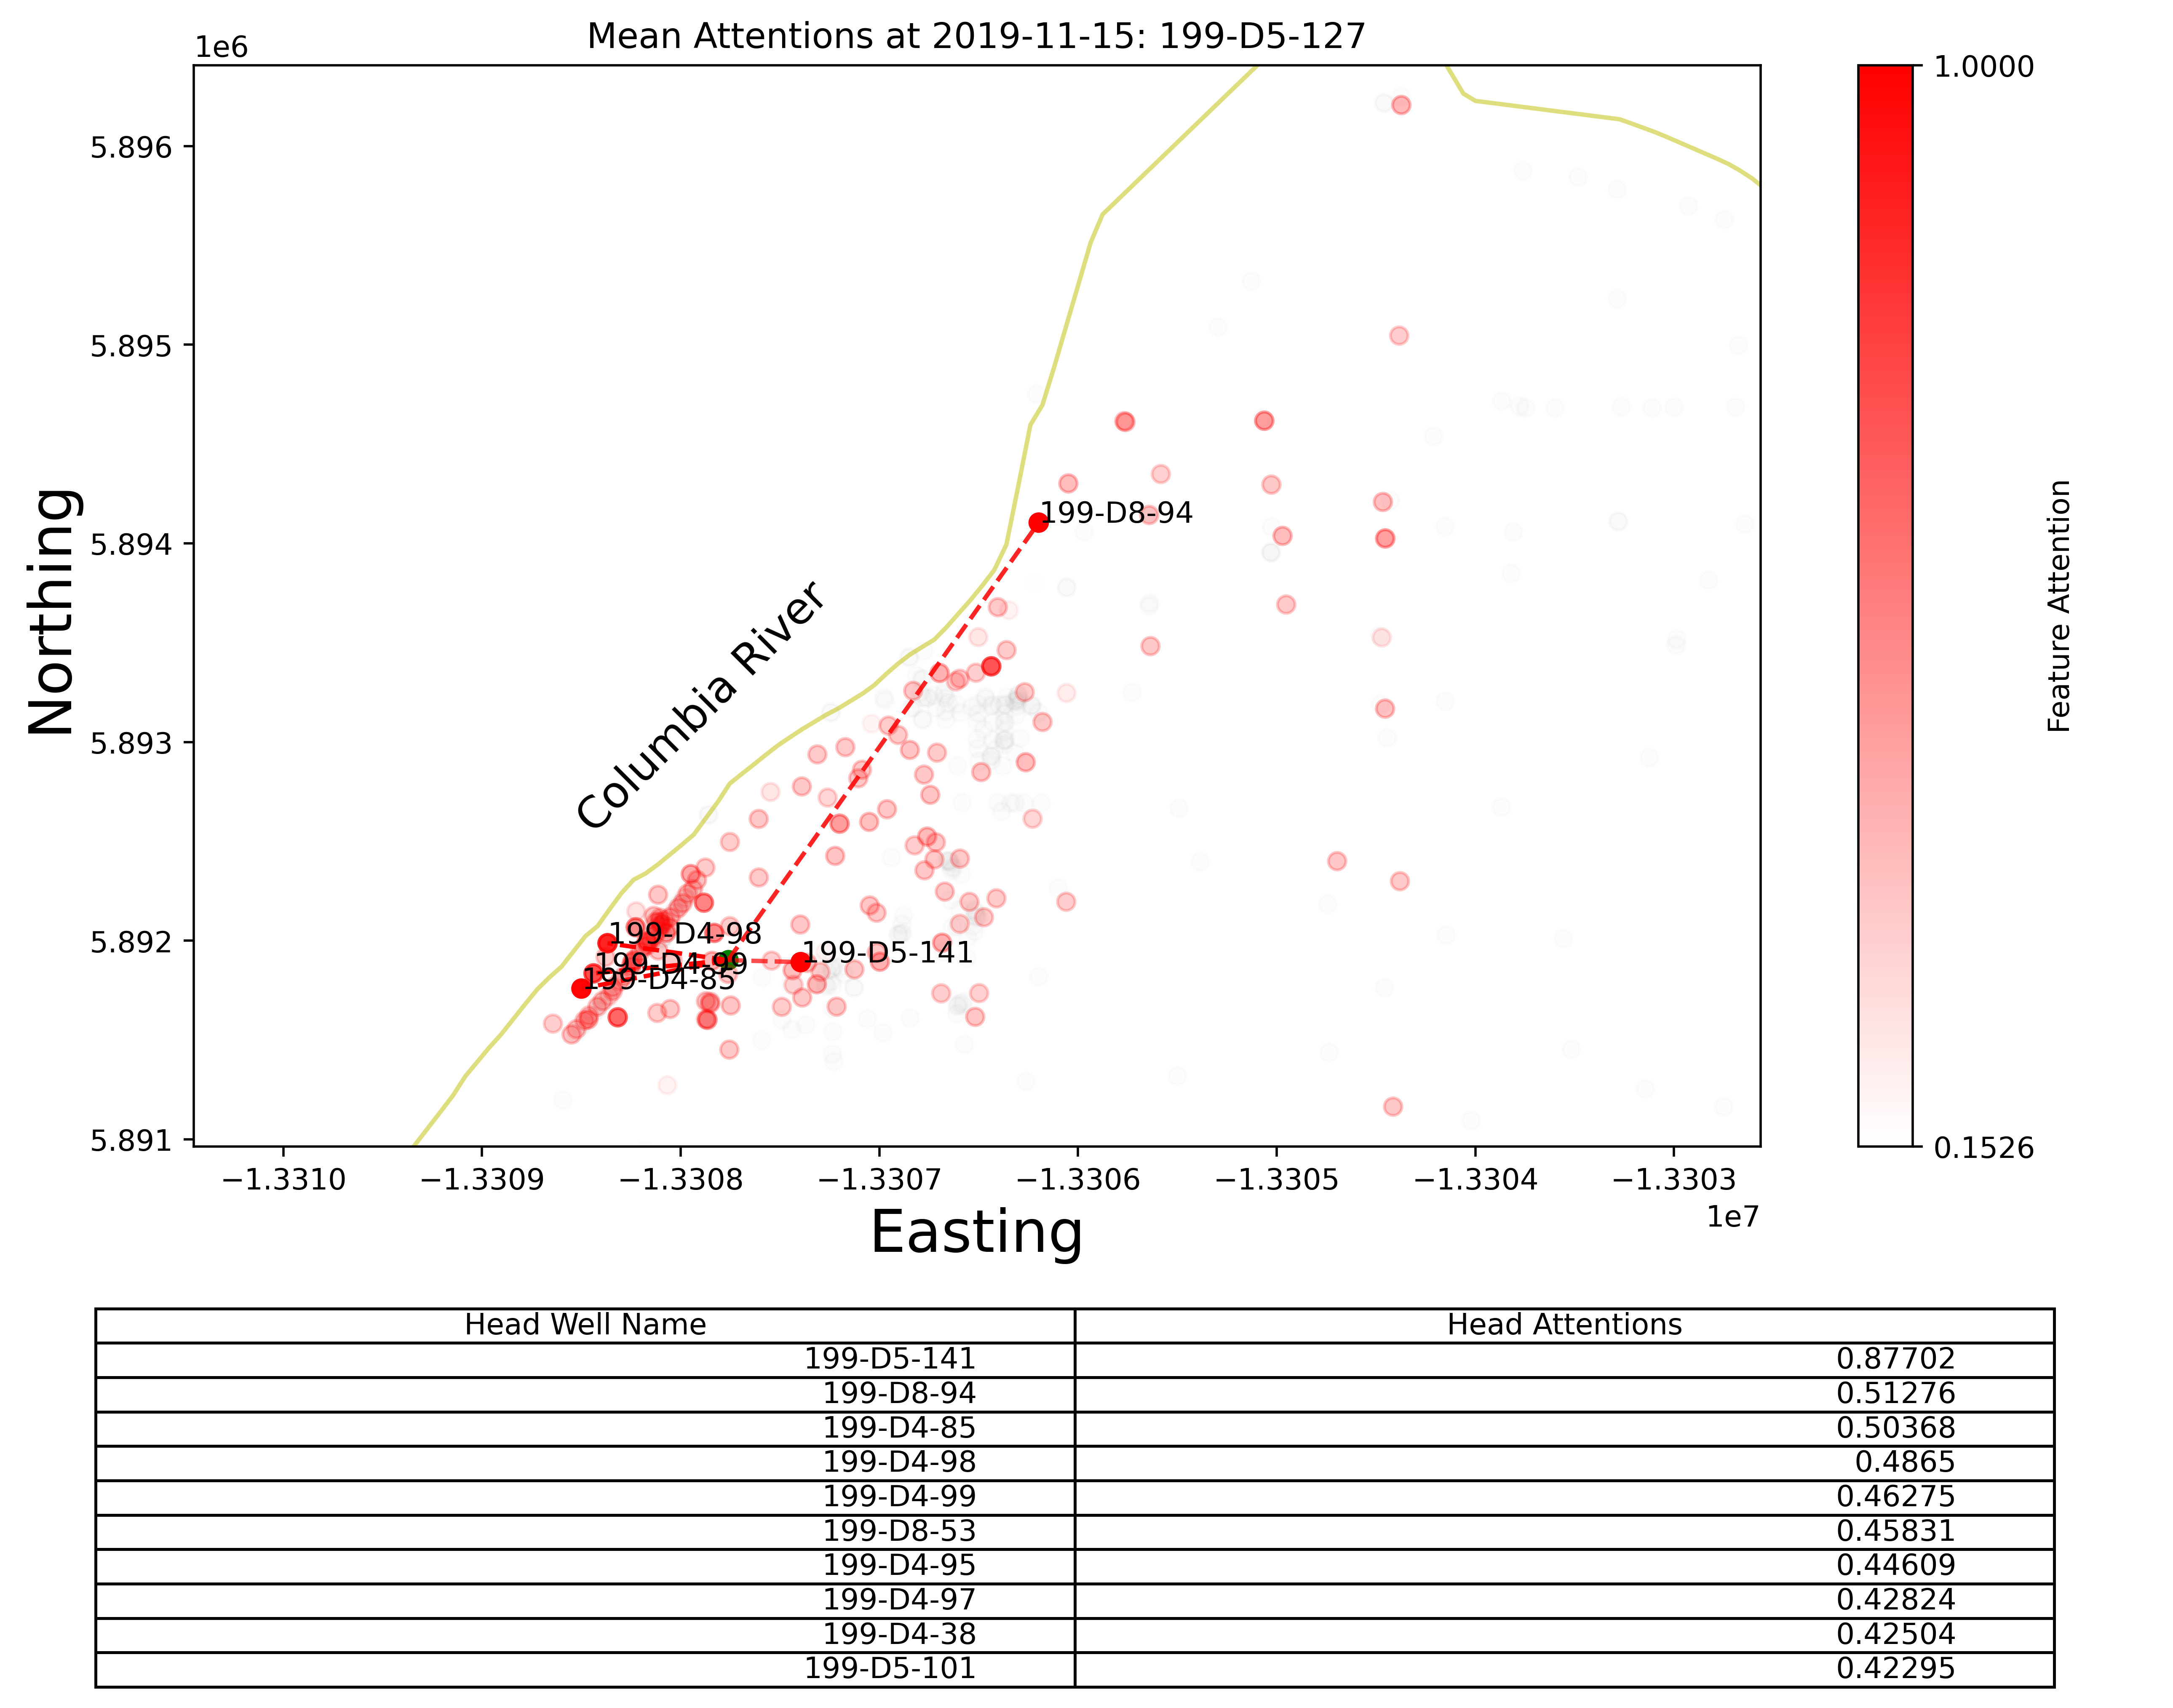 Mean Attentions at 2019-11-15: 199-D5-127
1e6
1.0000
5.896
5.895
5.894
5.893
5.892
5.891
Northing
Columbia River
199-D8-94
199-D4-98
199-D5-141
199-D4-99
199-D4-85
Feature Attention
0.1526
−1.3310
−1.3309
−1.3308
−1.3307
−1.3306
−1.3305
−1.3304
−1.3303
1e7
Easting
Head Well Name Head Attentions
199-D5-141 0.87702
199-D8-94 0.51276
199-D4-85 0.50368
199-D4-98 0.4865
199-D4-99 0.46275
199-D8-53 0.45831
199-D4-95 0.44609
199-D4-97 0.42824
199-D4-38 0.42504
199-D5-101 0.42295